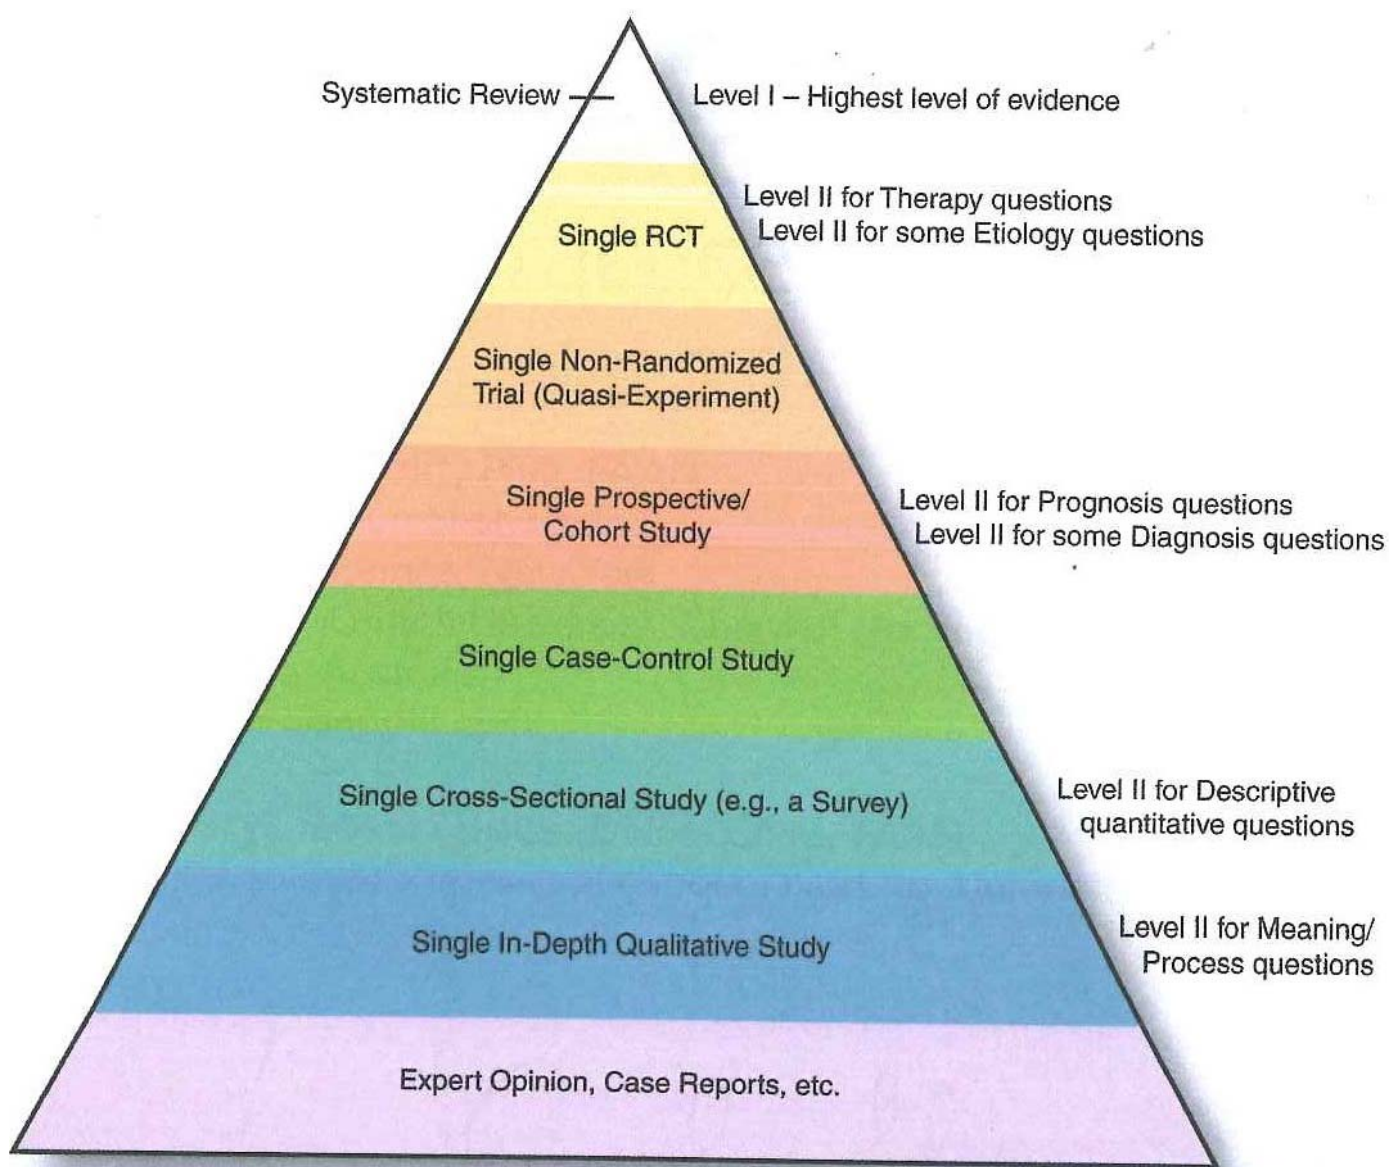 Systematic Review
Level I – Highest level of evidence
Level II for Therapy questions
Level II for some Etiology questions
Single RCT
Single Non-Randomized
Trial (Quasi-Experiment)
Single Prospective/
Cohort Study
Level II for Prognosis questions
Level II for some Diagnosis questions
Single Case-Control Study
Single Cross-Sectional Study (e.g., a Survey)
Level II for Descriptive
quantitative questions
Single In-Depth Qualitative Study
Level II for Meaning/
Process questions
Expert Opinion, Case Reports, etc.